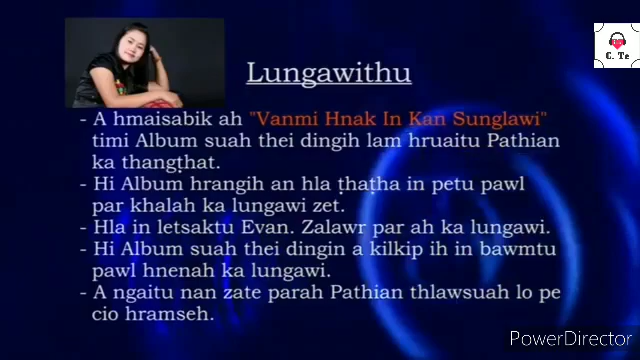 C. Te
Lungawithu
- A hmaisabik ah "Vanmi Hnak In Kan Sunglawi"
timi Album suah thei dingih lam hruaitu Pathian
ka thangṭhat.
- Hi Album hrangih an hla ṭhaṭha in petu pawl
par khalah ka lungawi zet.
- Hla in letsaktu Evan. Zalawr par ah ka lungawi.
- Hi Album suah thei dingin a kilkip ih in bawmtu
pawl hnenah ka lungawi.
- A ngaitu nan zate parah Pathian thlawsuah lo pe
cio hramseh.
PowerDirector